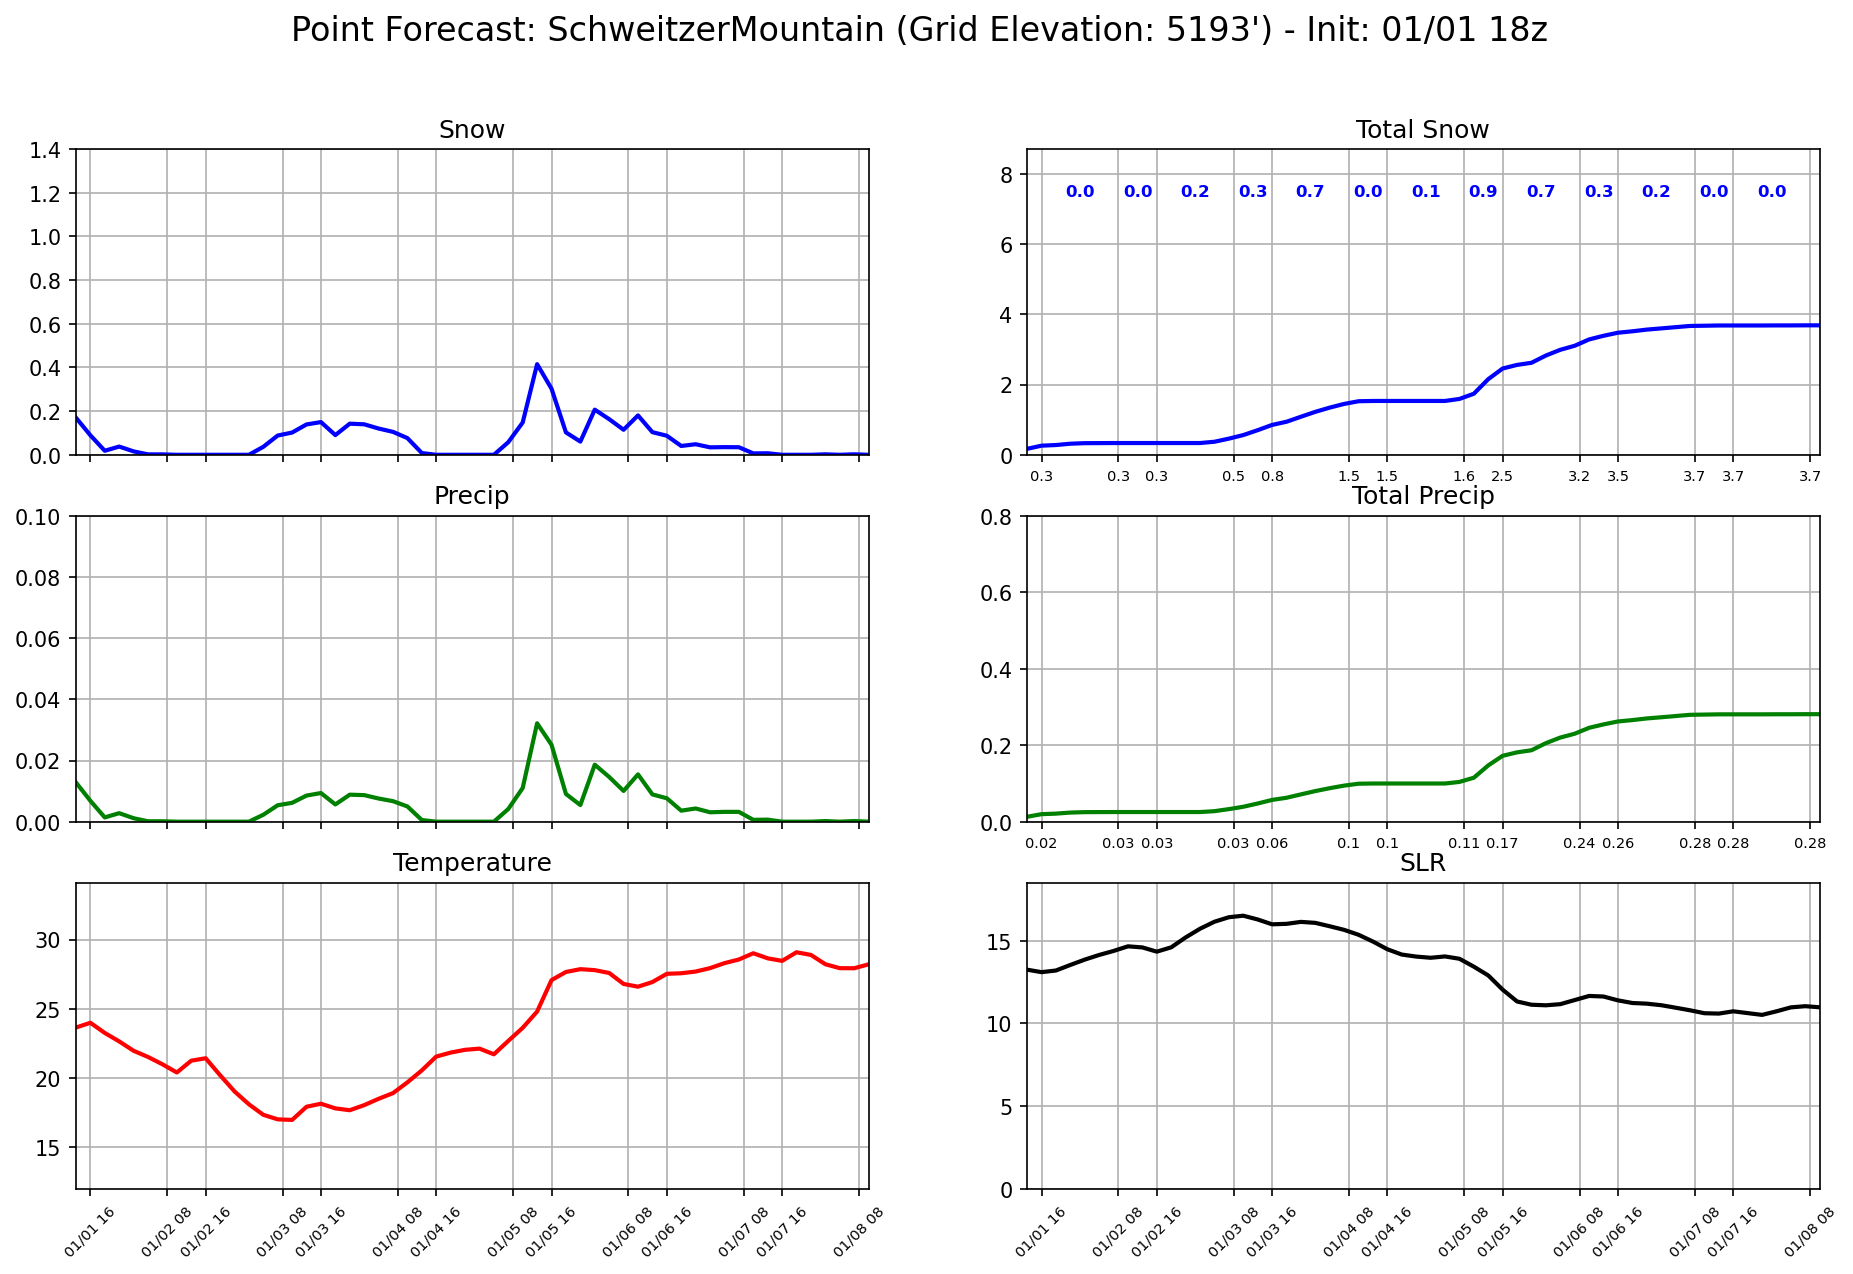 Point Forecast: SchweitzerMountain (Grid Elevation: 5193') - Init: 01/01 18z
Snow
1.4
1.2
1.0
0.8
0.6
0.4
0.2
0.0
Total Snow
8
6
4
2
0
0.0 0.0 0.2 0.3 0.7 0.0 0.1 0.9 0.7 0.3 0.2 0.0 0.0
0.3 0.3 0.3 0.5 0.8 1.5 1.5 1.6 2.5 3.2 3.5 3.7 3.7 3.7
Precip
0.10
0.08
0.06
0.04
0.02
0.00
Total Precip
0.8
0.6
0.4
0.2
0.0
0.02 0.03 0.03 0.03 0.06 0.1 0.1 0.11 0.17 0.24 0.26 0.28 0.28 0.28
Temperature
30
25
20
15
01/01 16 01/02 08 01/02 16 01/03 08 01/03 16 01/04 08 01/04 16 01/05 08 01/05 16 01/06 08 01/06 16 01/07 08 01/07 16 01/08 08
SLR
15
10
5
0
01/01 16 01/02 08 01/02 16 01/03 08 01/03 16 01/04 08 01/04 16 01/05 08 01/05 16 01/06 08 01/06 16 01/07 08 01/07 16 01/08 08